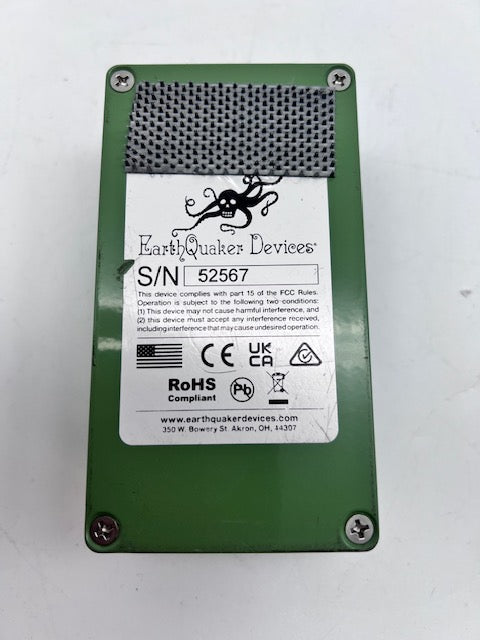 EarthQuaker Devices®
S/N 52567
This device complies with part 15 of the FCC Rules.
Operation is subject to the following two conditions:
(1) This device may not cause harmful interference, and
(2) this device must accept any interference received,
including interference that may cause undesired operation.
CE UK
CA
RoHS
Compliant
Pb
www.earthquakerdevices.com
350 W. Bowery St. Akron, OH, 44307